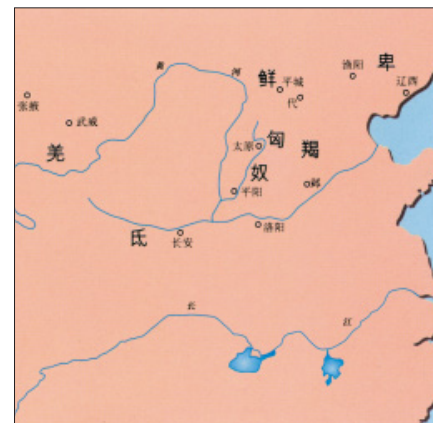 黄 河
鲜 卑
渔阳
平城
代
辽西
张掖
武威
羌
太原
匈 奴
羯
平阳
邺
氐
长安
洛阳
长 江